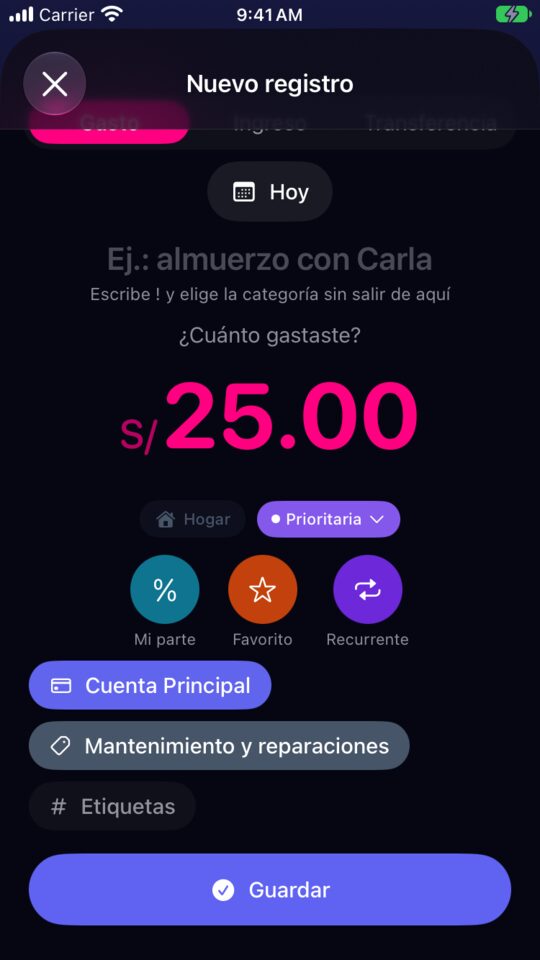 Carrier 9:41 AM
Nuevo registro
Gasto Ingreso Transferencia
Hoy
Ej.: almuerzo con Carla
Escribe ! y elige la categoría sin salir de aquí
¿Cuánto gastaste?
S/25.00
Hogar Prioritaria
% 
Mi parte Favorito Recurrente
Cuenta Principal
Mantenimiento y reparaciones
# Etiquetas
Guardar